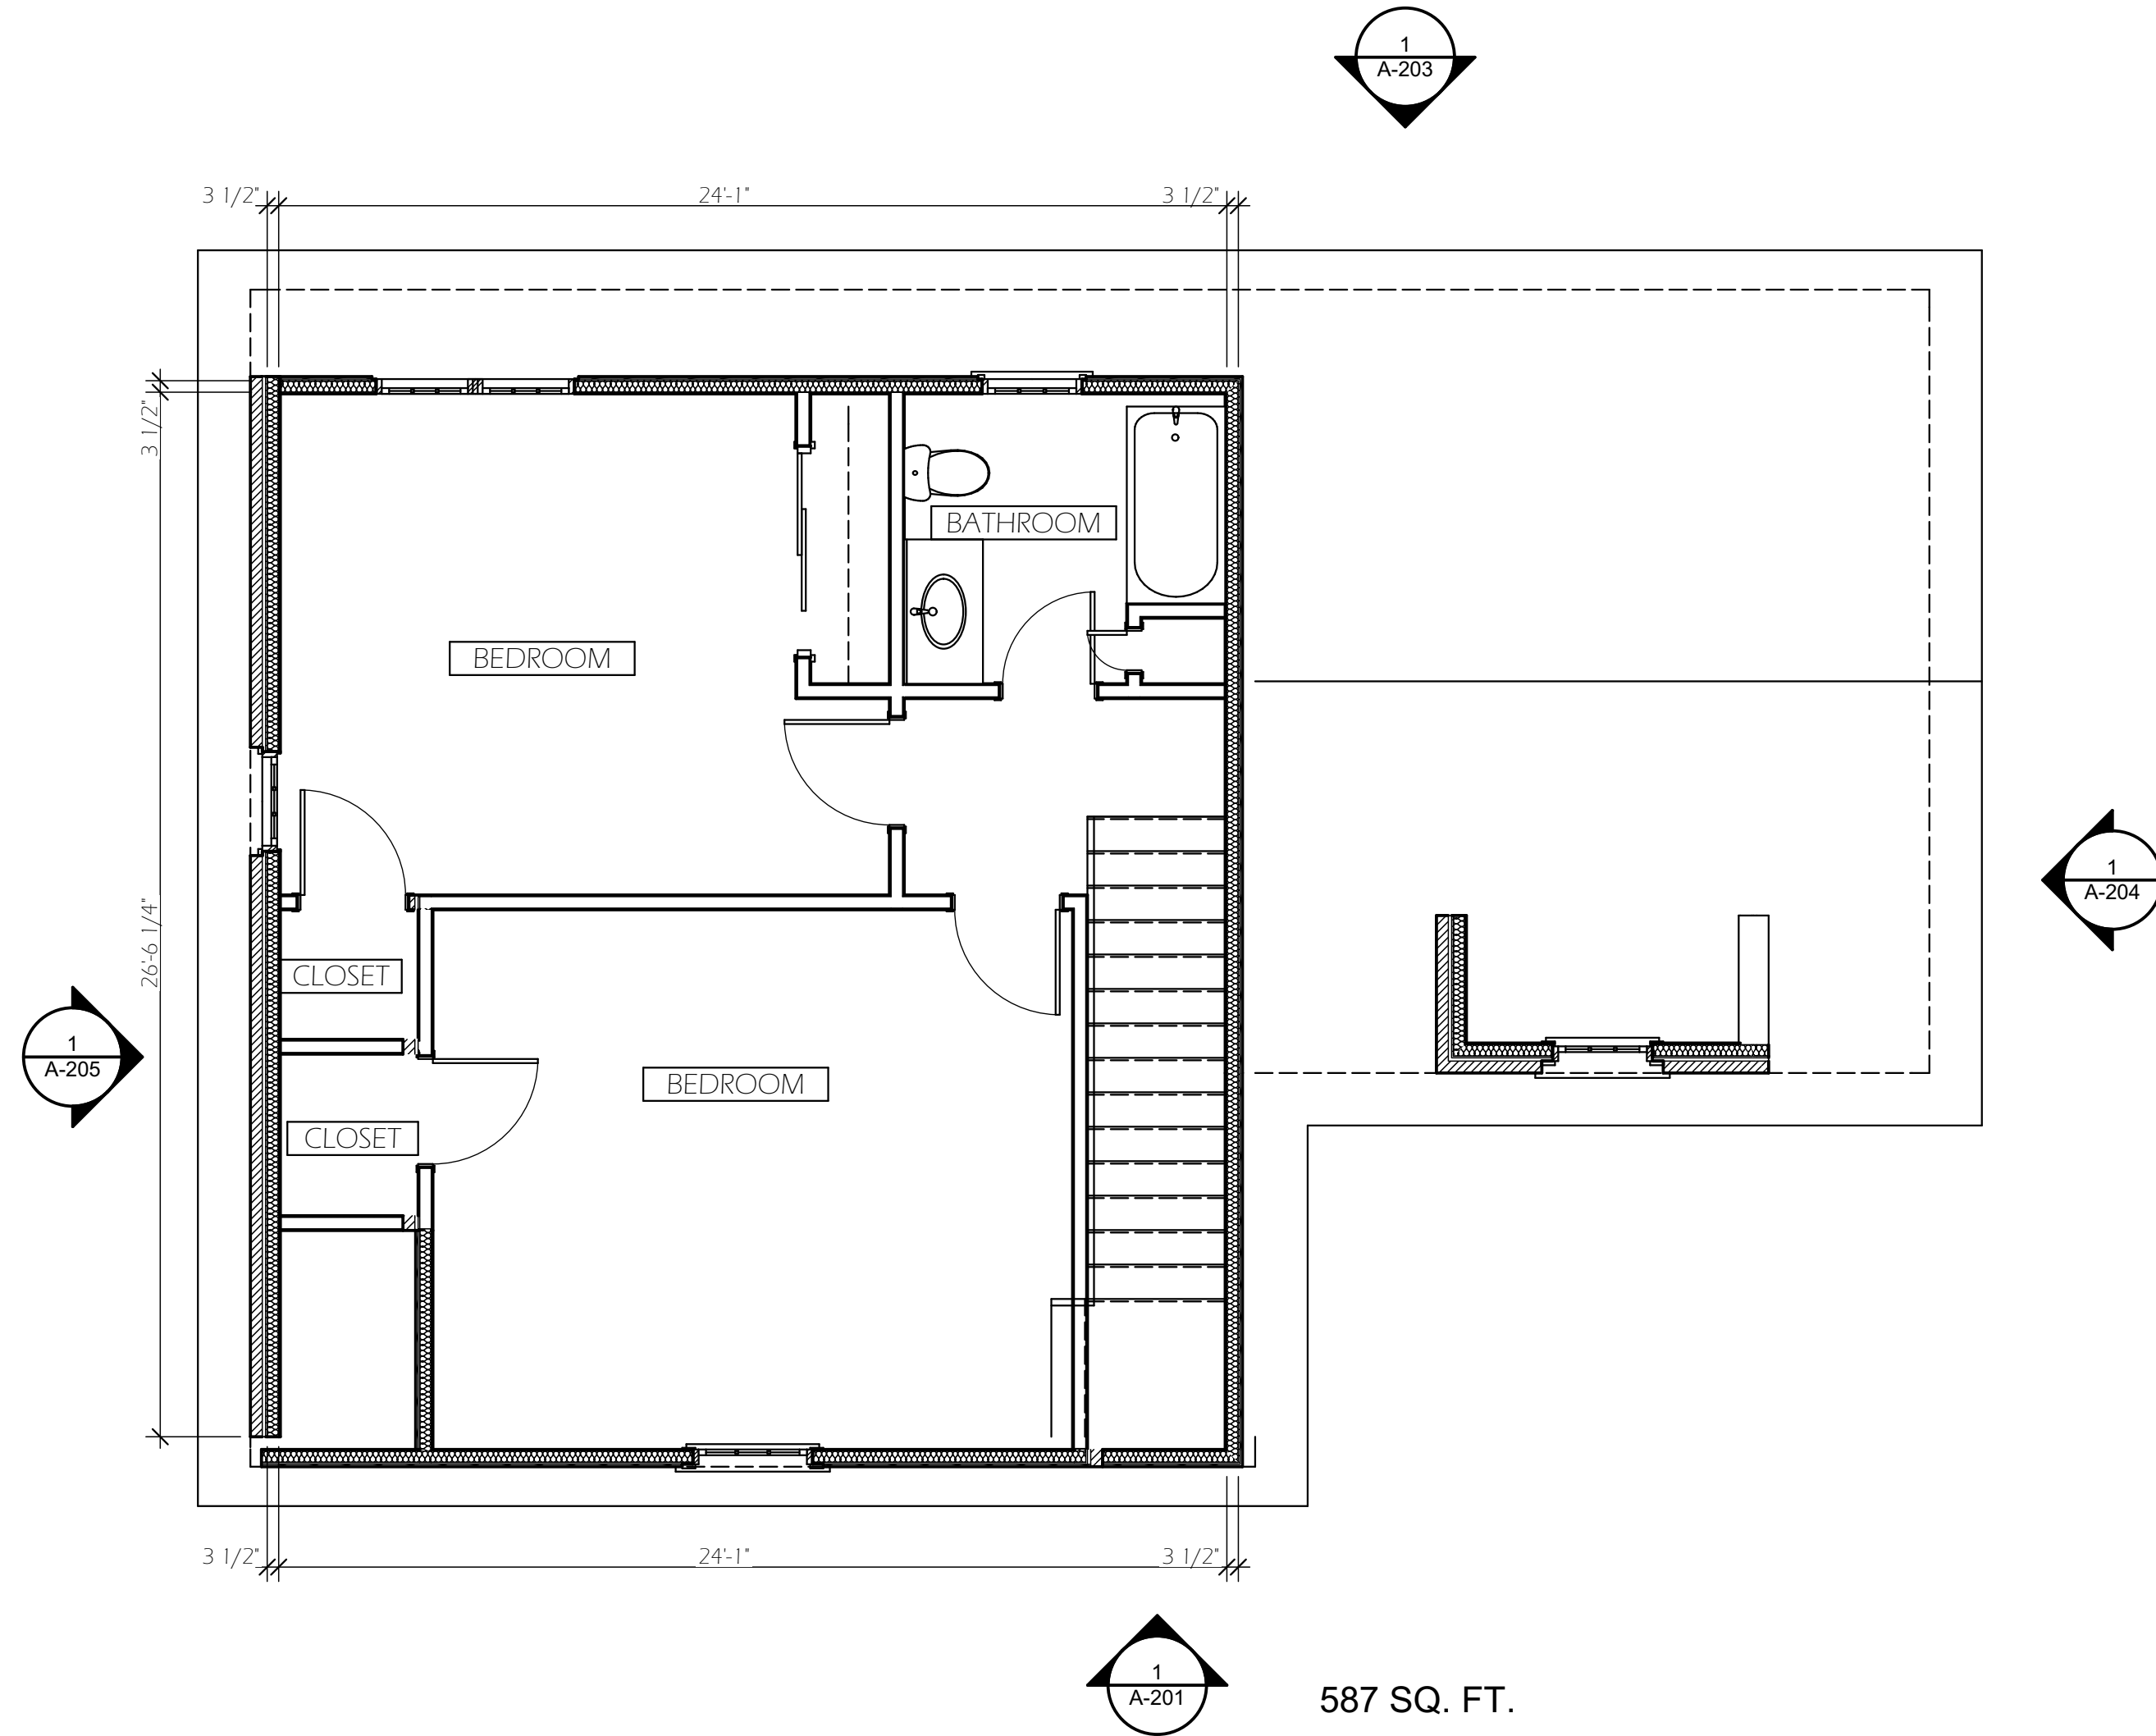 1
A-203
3 1/2"
24'-1"
3 1/2"
3 1/2"
BATHROOM
BEDROOM
1
A-204
26'-6 1/4"
CLOSET
1
A-205
BEDROOM
CLOSET
3 1/2"
24'-1"
3 1/2"
1
A-201
587 SQ. FT.